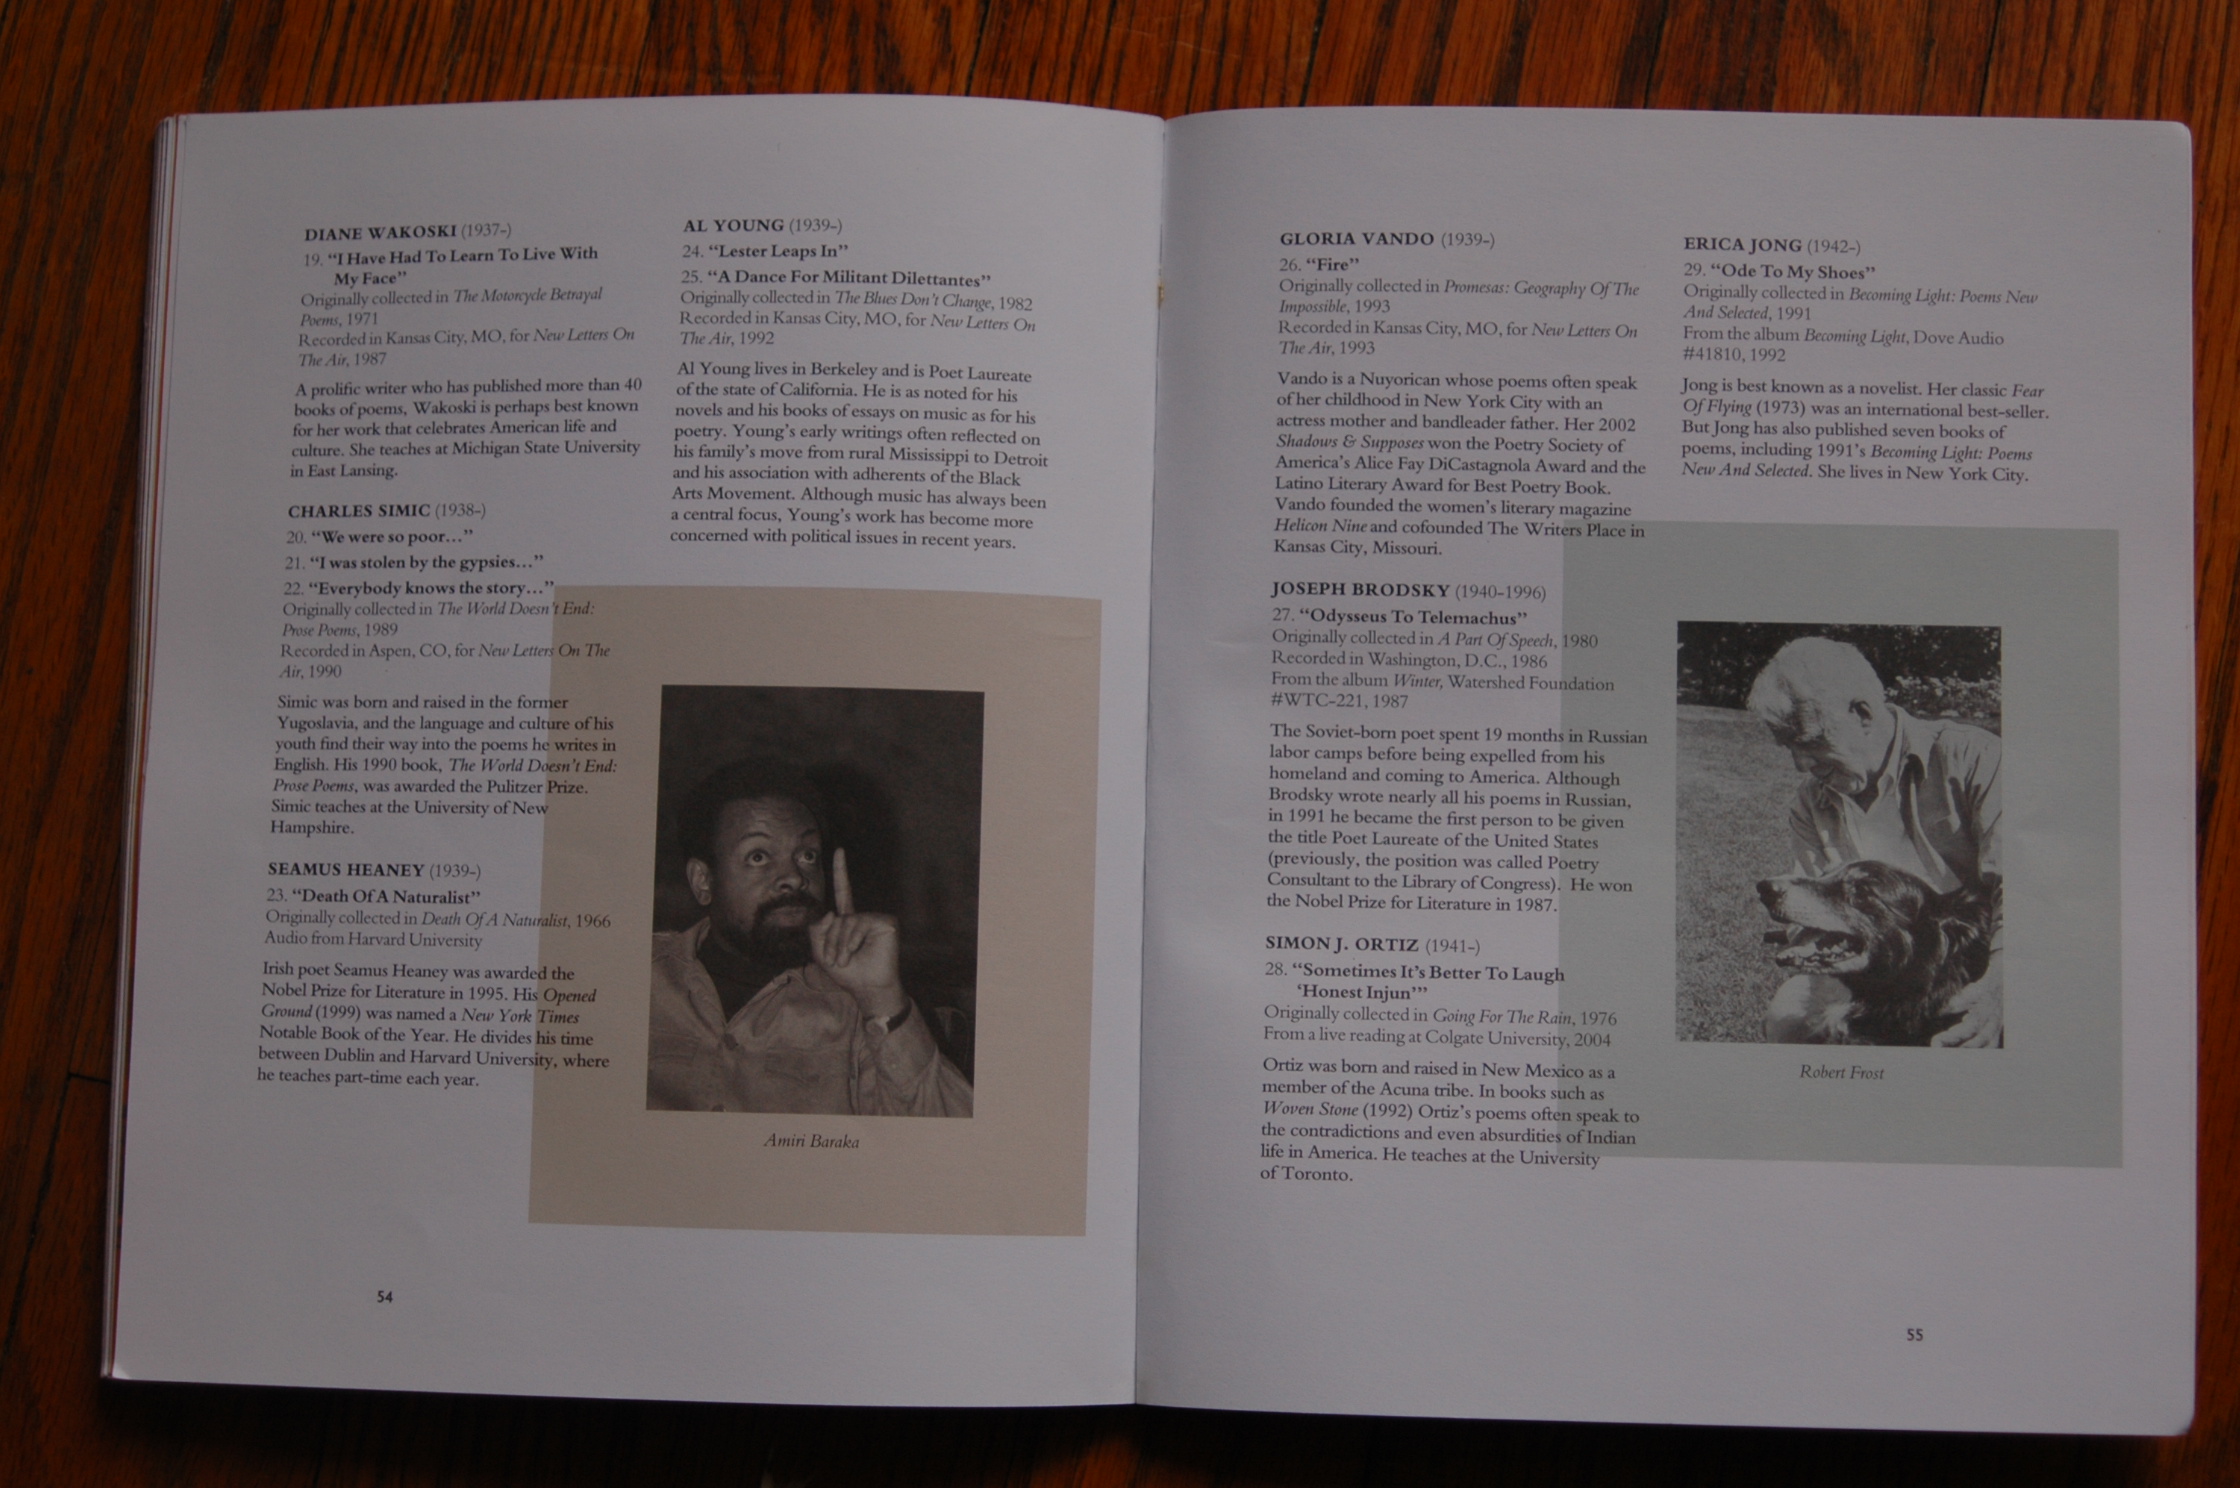 DIANE WAKOSKI (1937-)
19. “I Have Had To Learn To Live With
My Face”
Originally collected in The Motorcycle Betrayal
Poems, 1971
Recorded in Kansas City, MO, for New Letters On
The Air, 1987
A prolific writer who has published more than 40
books of poems, Wakoski is perhaps best known
for her work that celebrates American life and
culture. She teaches at Michigan State University
in East Lansing.
CHARLES SIMIC (1938-)
20. “We were so poor…”
21. “I was stolen by the gypsies…”
22. “Everybody knows the story…”
Originally collected in The World Doesn’t End:
Prose Poems, 1989
Recorded in Aspen, CO, for New Letters On The
Air, 1990
Simic was born and raised in the former
Yugoslavia, and the language and culture of his
youth find their way into the poems he writes in
English. His 1990 book, The World Doesn’t End:
Prose Poems, was awarded the Pulitzer Prize.
Simic teaches at the University of New
Hampshire.
SEAMUS HEANEY (1939-)
23. “Death Of A Naturalist”
Originally collected in Death Of A Naturalist, 1966
Audio from Harvard University
Irish poet Seamus Heaney was awarded the
Nobel Prize for Literature in 1995. His Opened
Ground (1999) was named a New York Times
Notable Book of the Year. He divides his time
between Dublin and Harvard University, where
he teaches part-time each year.
AL YOUNG (1939-)
24. “Lester Leaps In”
25. “A Dance For Militant Dilettantes”
Originally collected in The Blues Don’t Change, 1982
Recorded in Kansas City, MO, for New Letters On
The Air, 1992
Al Young lives in Berkeley and is Poet Laureate
of the state of California. He is as noted for his
novels and his books of essays on music as for his
poetry. Young’s early writings often reflected on
his family’s move from rural Mississippi to Detroit
and his association with adherents of the Black
Arts Movement. Although music has always been
a central focus, Young’s work has become more
concerned with political issues in recent years.
Amiri Baraka
54
GLORIA VANDO (1939-)
26. “Fire”
Originally collected in Promesas: Geography Of The
Impossible, 1993
Recorded in Kansas City, MO, for New Letters On
The Air, 1993
Vando is a Nuyorican whose poems often speak
of her childhood in New York City with an
actress mother and bandleader father. Her 2002
Shadows & Supposes won the Poetry Society of
America’s Alice Fay DiCastagnola Award and the
Latino Literary Award for Best Poetry Book.
Vando founded the women’s literary magazine
Helicon Nine and cofounded The Writers Place in
Kansas City, Missouri.
JOSEPH BRODSKY (1940-1996)
27. “Odysseus To Telemachus”
Originally collected in A Part Of Speech, 1980
Recorded in Washington, D.C., 1986
From the album Winter, Watershed Foundation
#WTC-221, 1987
The Soviet-born poet spent 19 months in Russian
labor camps before being expelled from his
homeland and coming to America. Although
Brodsky wrote nearly all his poems in Russian,
in 1991 he became the first person to be given
the title Poet Laureate of the United States
(previously, the position was called Poetry
Consultant to the Library of Congress). He won
the Nobel Prize for Literature in 1987.
SIMON J. ORTIZ (1941-)
28. “Sometimes It’s Better To Laugh
‘Honest Injun’”
Originally collected in Going For The Rain, 1976
From a live reading at Colgate University, 2004
Ortiz was born and raised in New Mexico as a
member of the Acuna tribe. In books such as
Woven Stone (1992) Ortiz’s poems often speak to
the contradictions and even absurdities of Indian
life in America. He teaches at the University
of Toronto.
ERICA JONG (1942-)
29. “Ode To My Shoes”
Originally collected in Becoming Light: Poems New
And Selected, 1991
From the album Becoming Light, Dove Audio
#41810, 1992
Jong is best known as a novelist. Her classic Fear
Of Flying (1973) was an international best-seller.
But Jong has also published seven books of
poems, including 1991’s Becoming Light: Poems
New And Selected. She lives in New York City.
Robert Frost
55